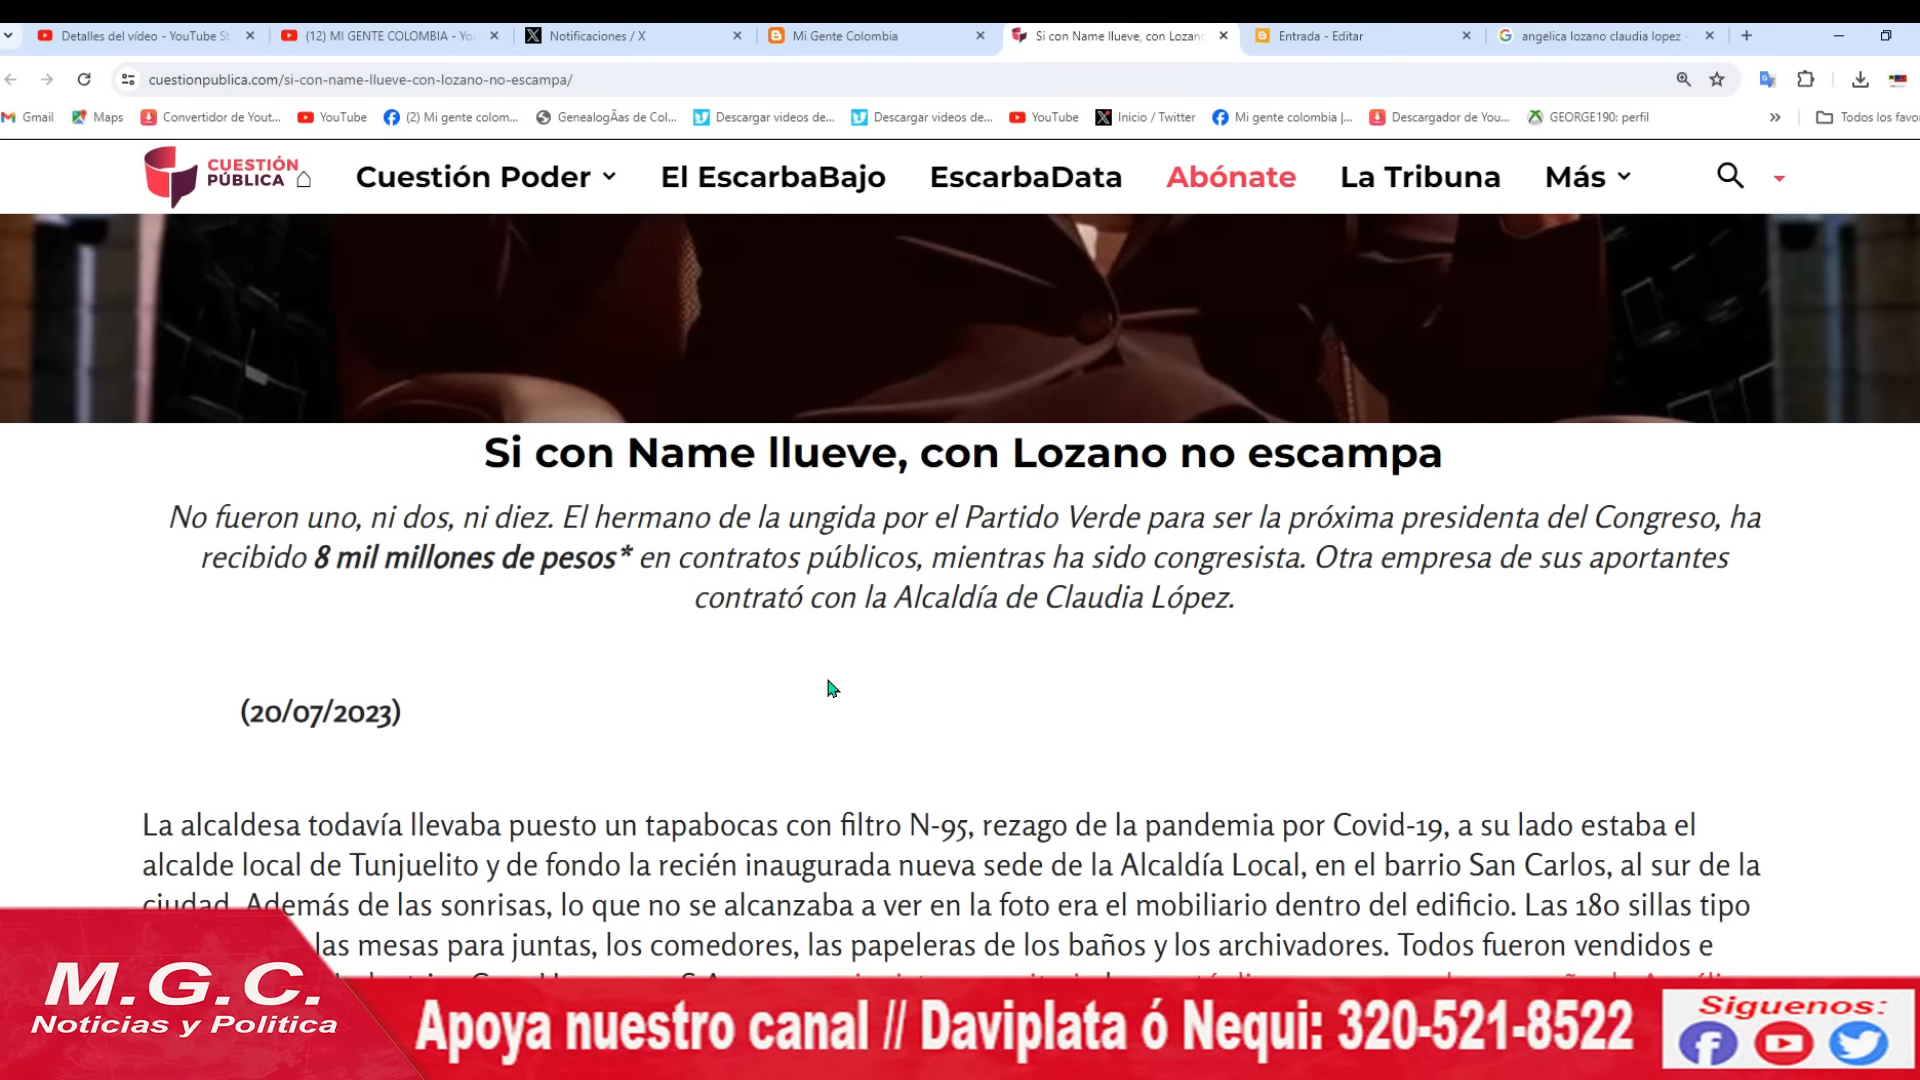 Detalles del vídeo - YouTube St
(12) MI GENTE COLOMBIA - Yo
Notificaciones / X
Mi Gente Colombia
Si con Name llueve, con Lozan
Entrada - Editar
angelica lozano claudia lopez -
cuestionpublica.com/si-con-name-llueve-con-lozano-no-escampa/
Gmail
Maps
Convertidor de Yout...
YouTube
(2) Mi gente colom...
GenealogÃas de Col...
Descargar videos de...
Descargar videos de...
YouTube
Inicio / Twitter
Mi gente colombia |...
Descargador de You...
GEORGE190: perfil
Todos los favo
CUESTIÓN
PÚBLICA
Cuestión Poder
El EscarbaBajo
EscarbaData
Abónate
La Tribuna
Más
Si con Name llueve, con Lozano no escampa
No fueron uno, ni dos, ni diez. El hermano de la ungida por el Partido Verde para ser la próxima presidenta del Congreso, ha
recibido 8 mil millones de pesos* en contratos públicos, mientras ha sido congresista. Otra empresa de sus aportantes
contrató con la Alcaldía de Claudia López.
(20/07/2023)
La alcaldesa todavía llevaba puesto un tapabocas con filtro N-95, rezago de la pandemia por Covid-19, a su lado estaba el
alcalde local de Tunjuelito y de fondo la recién inaugurada nueva sede de la Alcaldía Local, en el barrio San Carlos, al sur de la
ciudad. Además de las sonrisas, lo que no se alcanzaba a ver en la foto era el mobiliario dentro del edificio. Las 180 sillas tipo
las mesas para juntas, los comedores, las papeleras de los baños y los archivadores. Todos fueron vendidos e
M.G.C.
Noticias y Politica
Apoya nuestro canal // Daviplata ó Nequi: 320-521-8522
Siguenos: